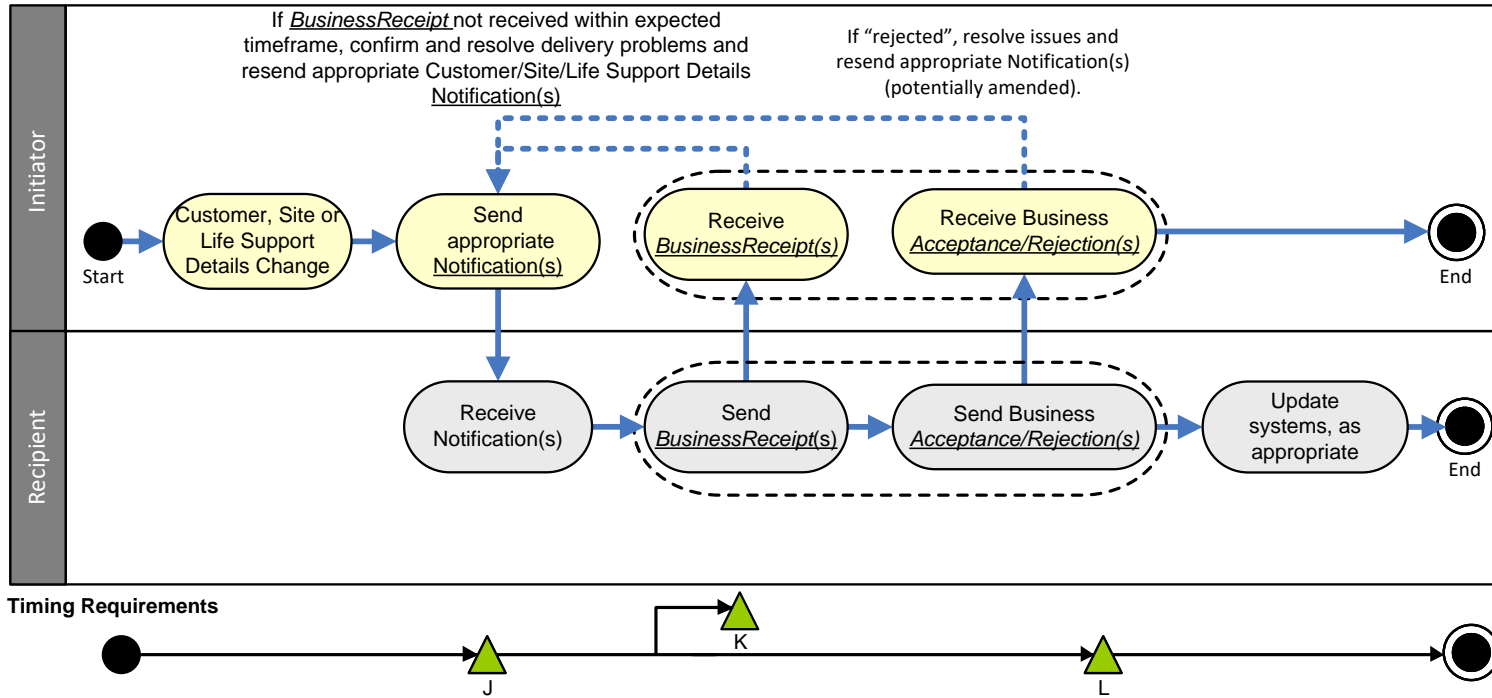 If BusinessReceipt not received within expected
timeframe, confirm and resolve delivery problems and
resend appropriate Customer/Site/Life Support Details
Notification(s)
If “rejected”, resolve issues and
resend appropriate Notification(s)
(potentially amended).
Initiator
Start
Customer, Site or
Life Support
Details Change
Send
appropriate
Notification(s)
Receive
BusinessReceipt(s)
Receive Business
Acceptance/Rejection(s)
End
Recipient
Receive
Notification(s)
Send
BusinessReceipt(s)
Send Business
Acceptance/Rejection(s)
Update
systems, as
appropriate
End
Timing Requirements
J
K
L